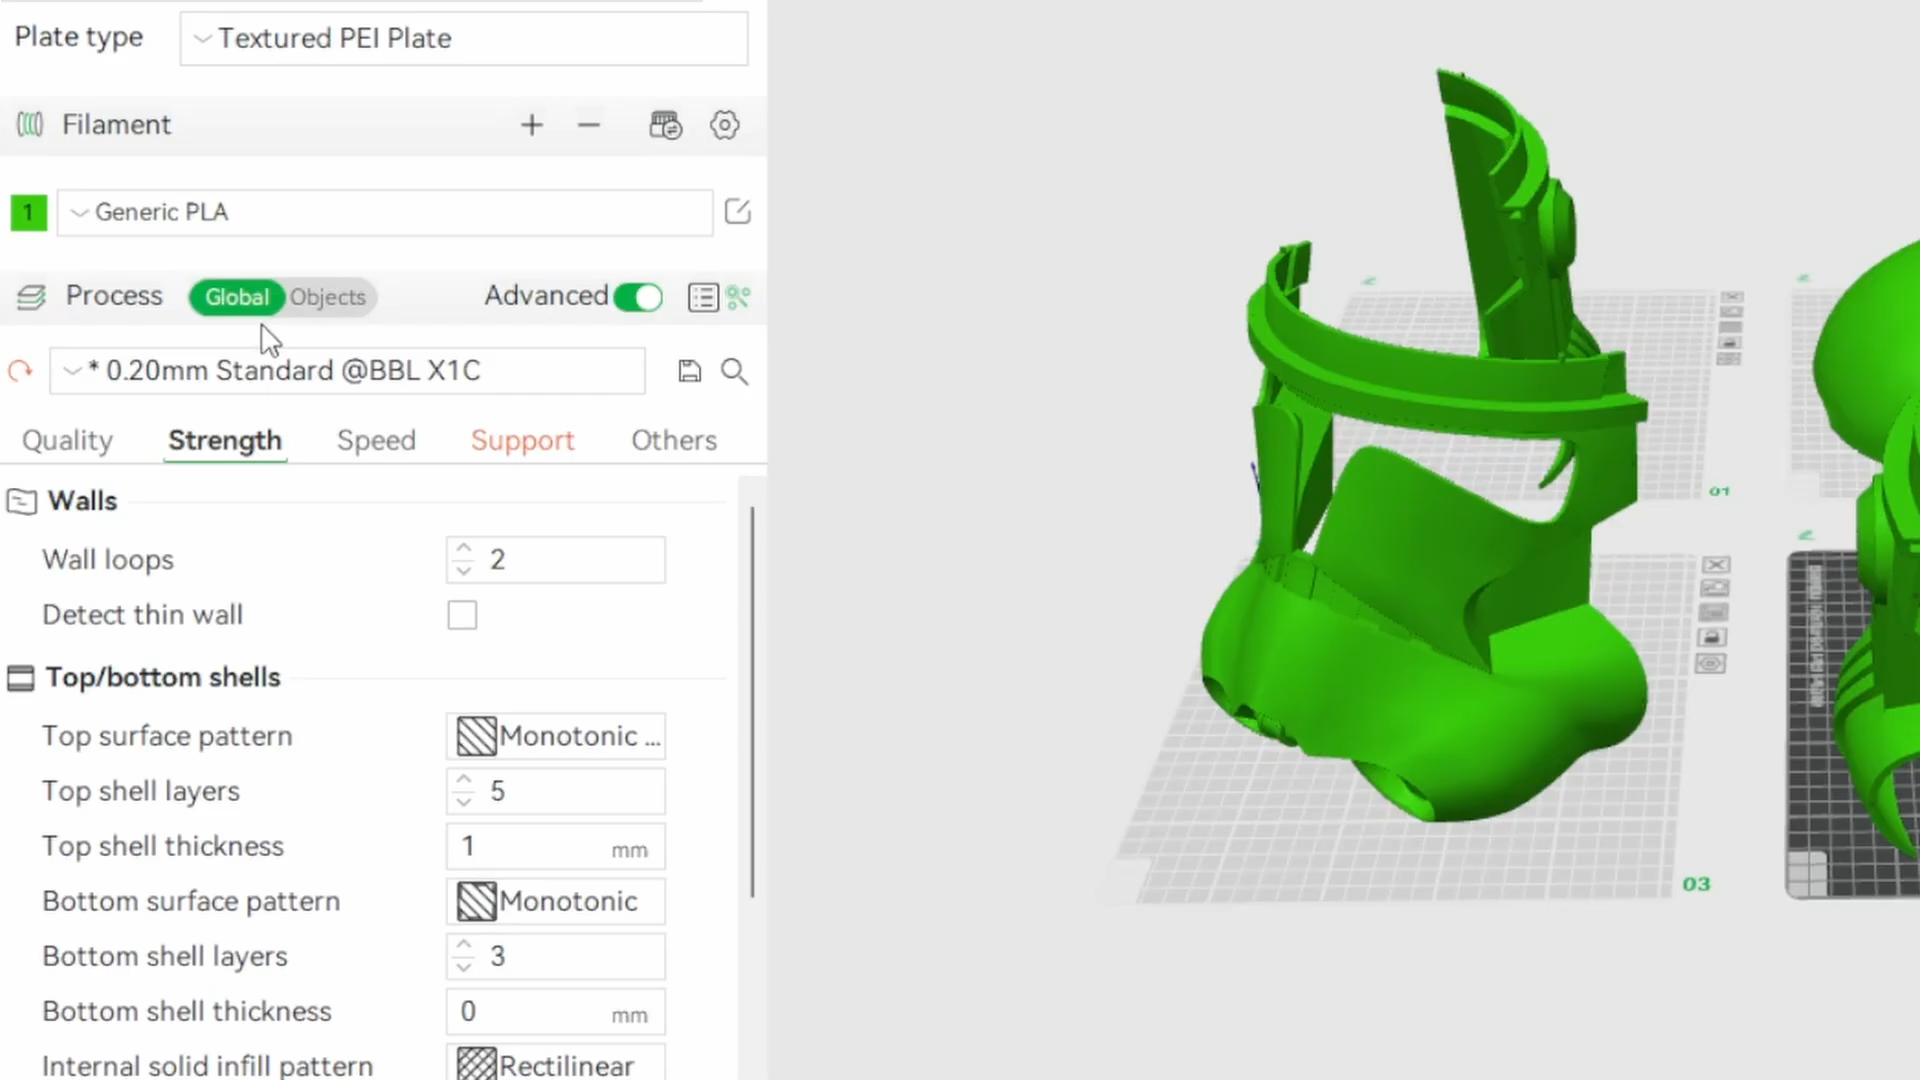 Plate type
Textured PEI Plate
Filament
1
Generic PLA
Process
Global
Objects
Advanced
* 0.20mm Standard @BBL X1C
Quality
Strength
Speed
Support
Others
Walls
Wall loops
2
Detect thin wall
Top/bottom shells
Top surface pattern
Monotonic ...
Top shell layers
5
Top shell thickness
1 mm
Bottom surface pattern
Monotonic
Bottom shell layers
3
Bottom shell thickness
0 mm
Internal solid infill pattern
Rectilinear
01
03